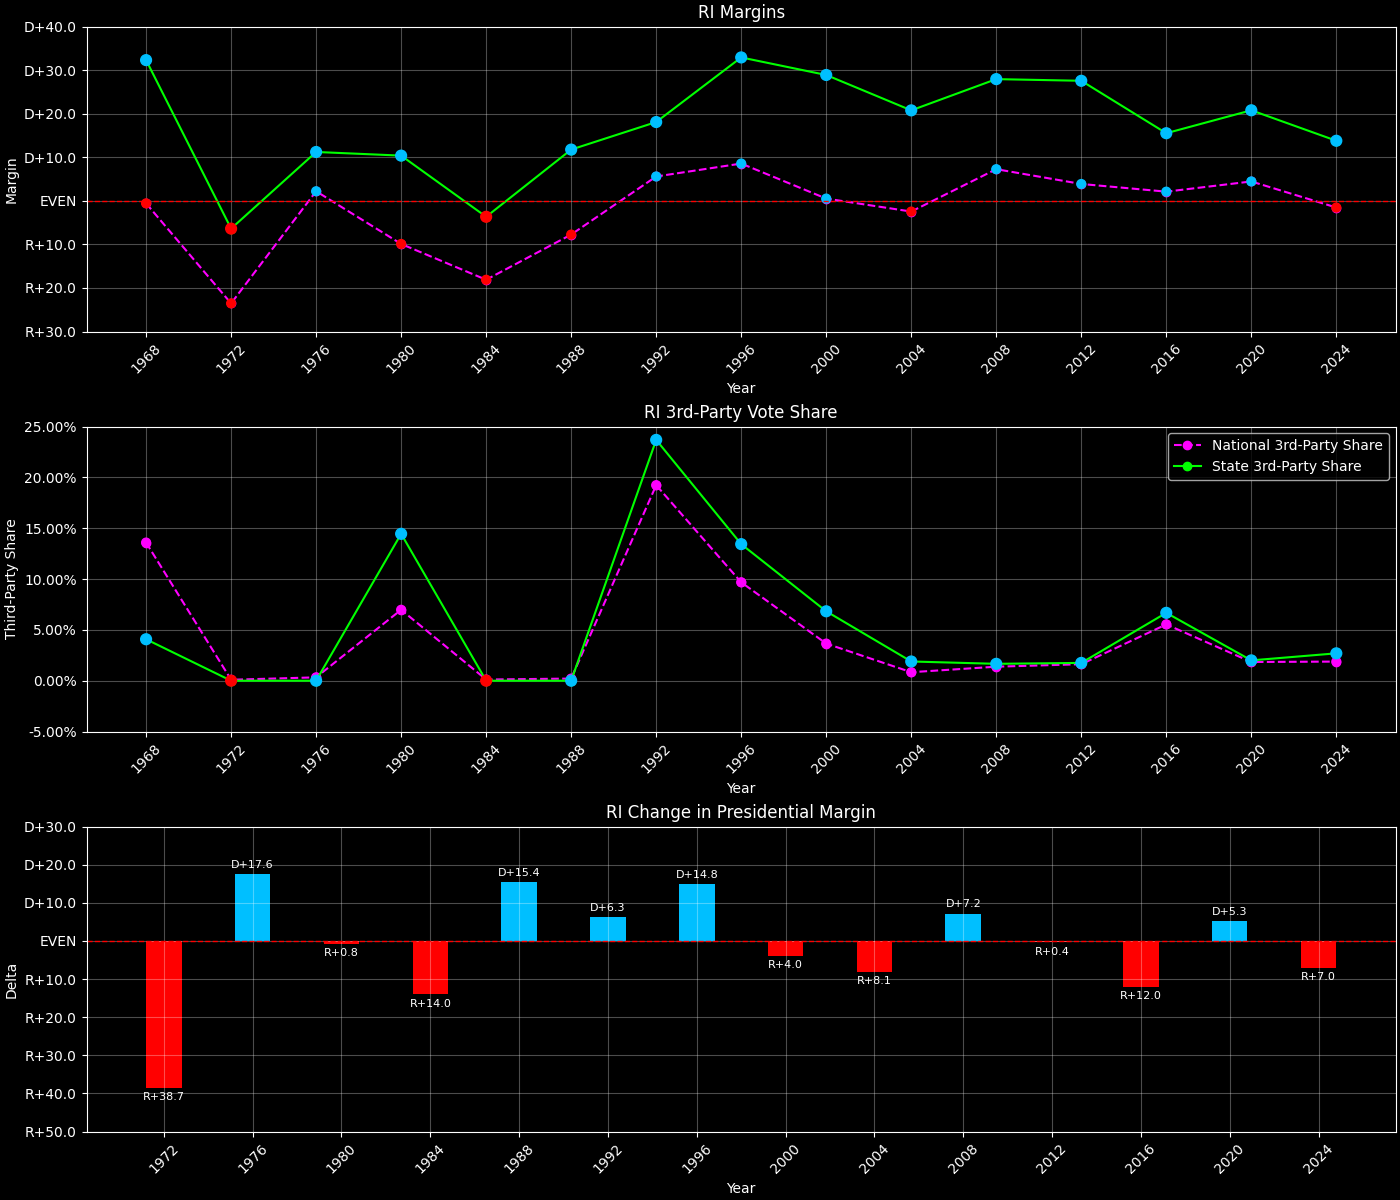 RI Margins
D+40.0
D+30.0
D+20.0
D+10.0
EVEN
R+10.0
R+20.0
R+30.0
Margin
1968
1972
1976
1980
1984
1988
1992
1996
2000
2004
2008
2012
2016
2020
2024
Year
RI 3rd-Party Vote Share
25.00%
20.00%
15.00%
10.00%
5.00%
0.00%
-5.00%
Third-Party Share
National 3rd-Party Share
State 3rd-Party Share
1968
1972
1976
1980
1984
1988
1992
1996
2000
2004
2008
2012
2016
2020
2024
Year
RI Change in Presidential Margin
D+30.0
D+20.0
D+10.0
EVEN
R+10.0
R+20.0
R+30.0
R+40.0
R+50.0
Delta
R+38.7
D+17.6
R+0.8
R+14.0
D+15.4
D+6.3
D+14.8
R+4.0
R+8.1
D+7.2
R+0.4
R+12.0
D+5.3
R+7.0
1972
1976
1980
1984
1988
1992
1996
2000
2004
2008
2012
2016
2020
2024
Year